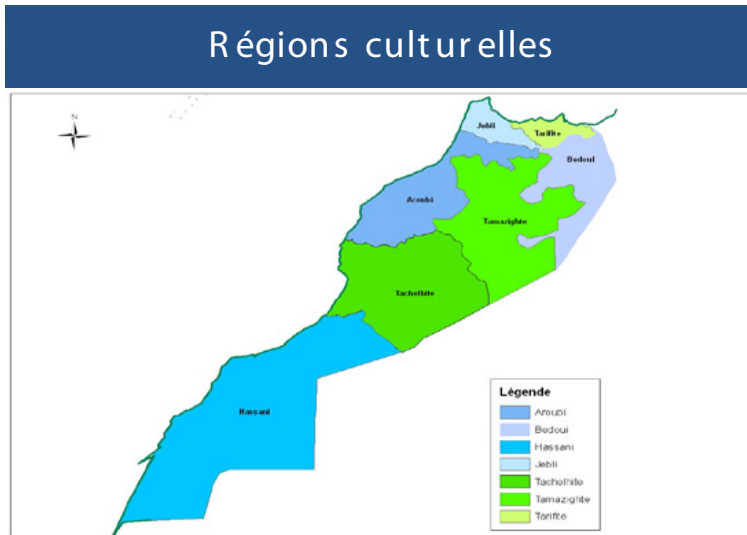 Régions culturelles
N
Jebli
Tarifite
Bedoui
Aroubi
Tamazighte
Tachelhite
Hassani
Légende
Aroubi
Bedoui
Hassani
Jebli
Tachelhite
Tamazighte
Tarifite